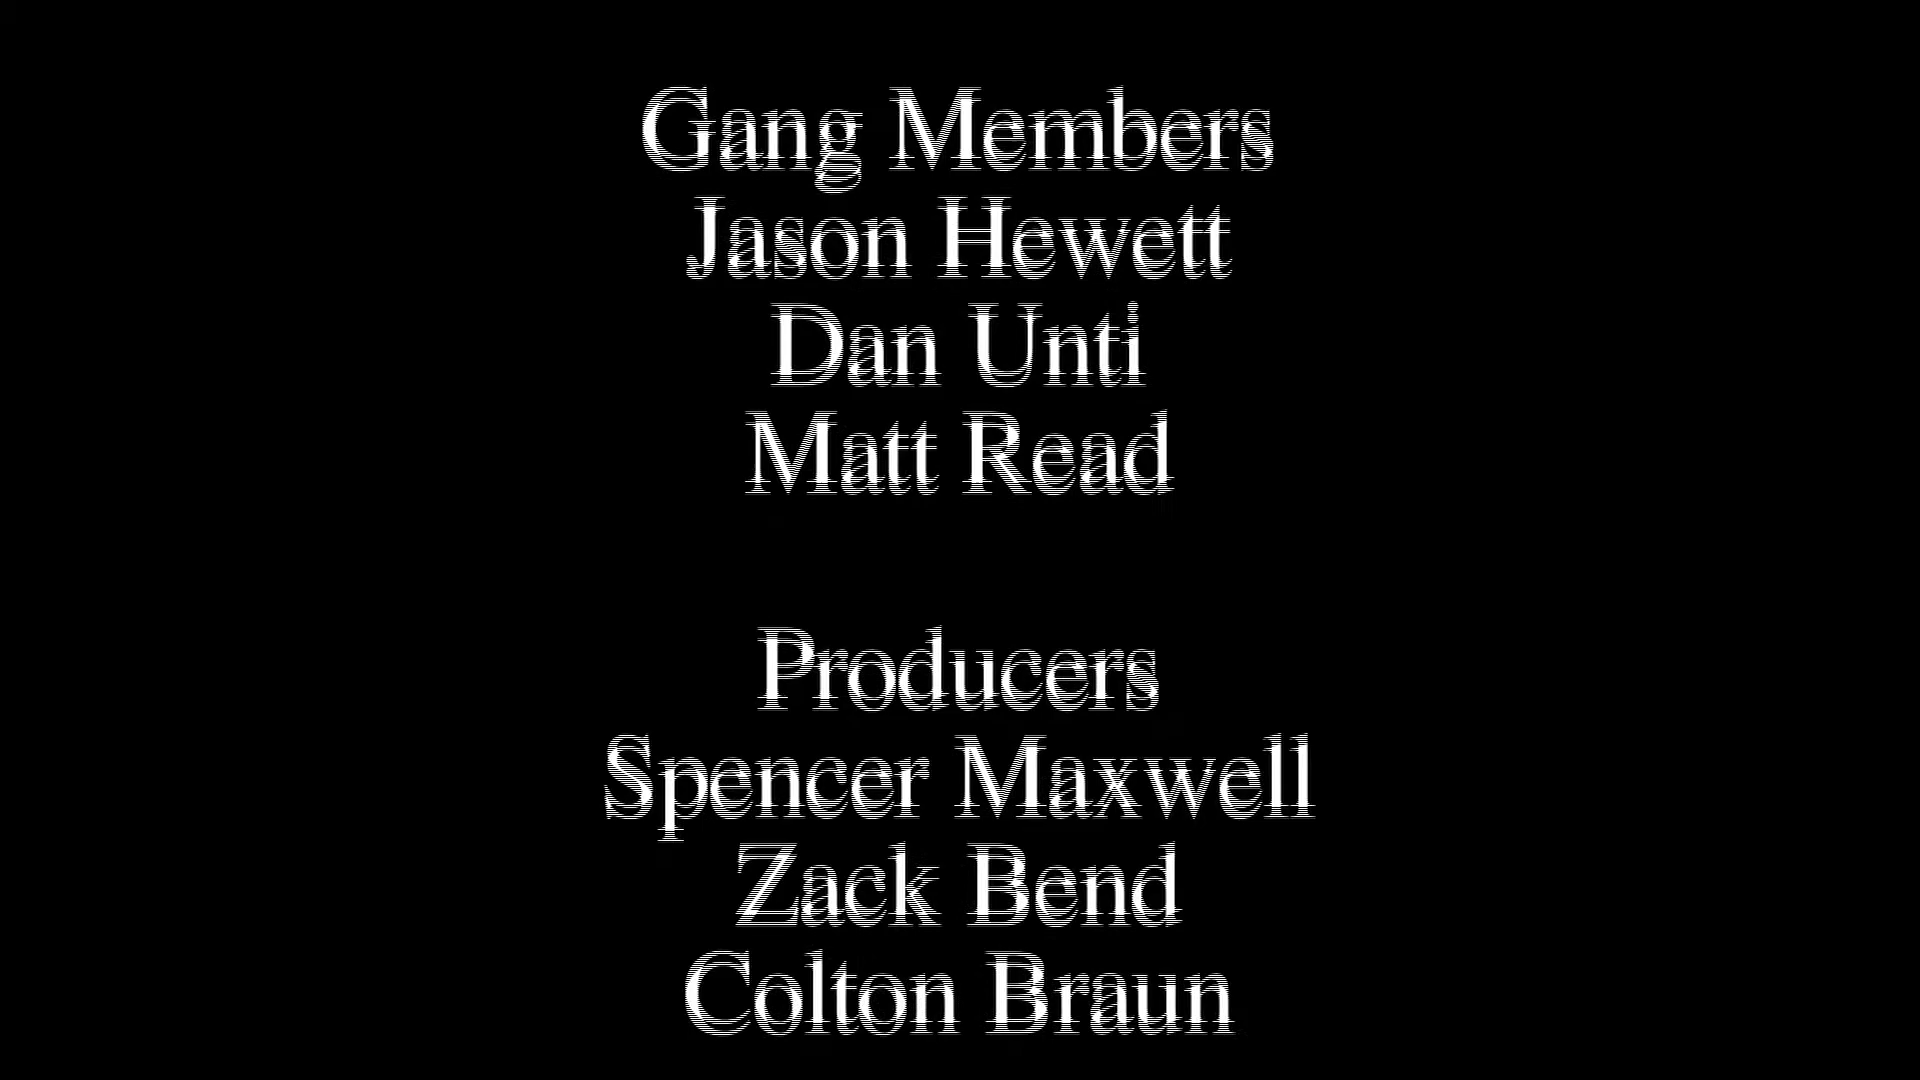 Gang Members
Jason Hewett
Dan Unti
Matt Read
Producers
Spencer Maxwell
Zack Bend
Colton Braun